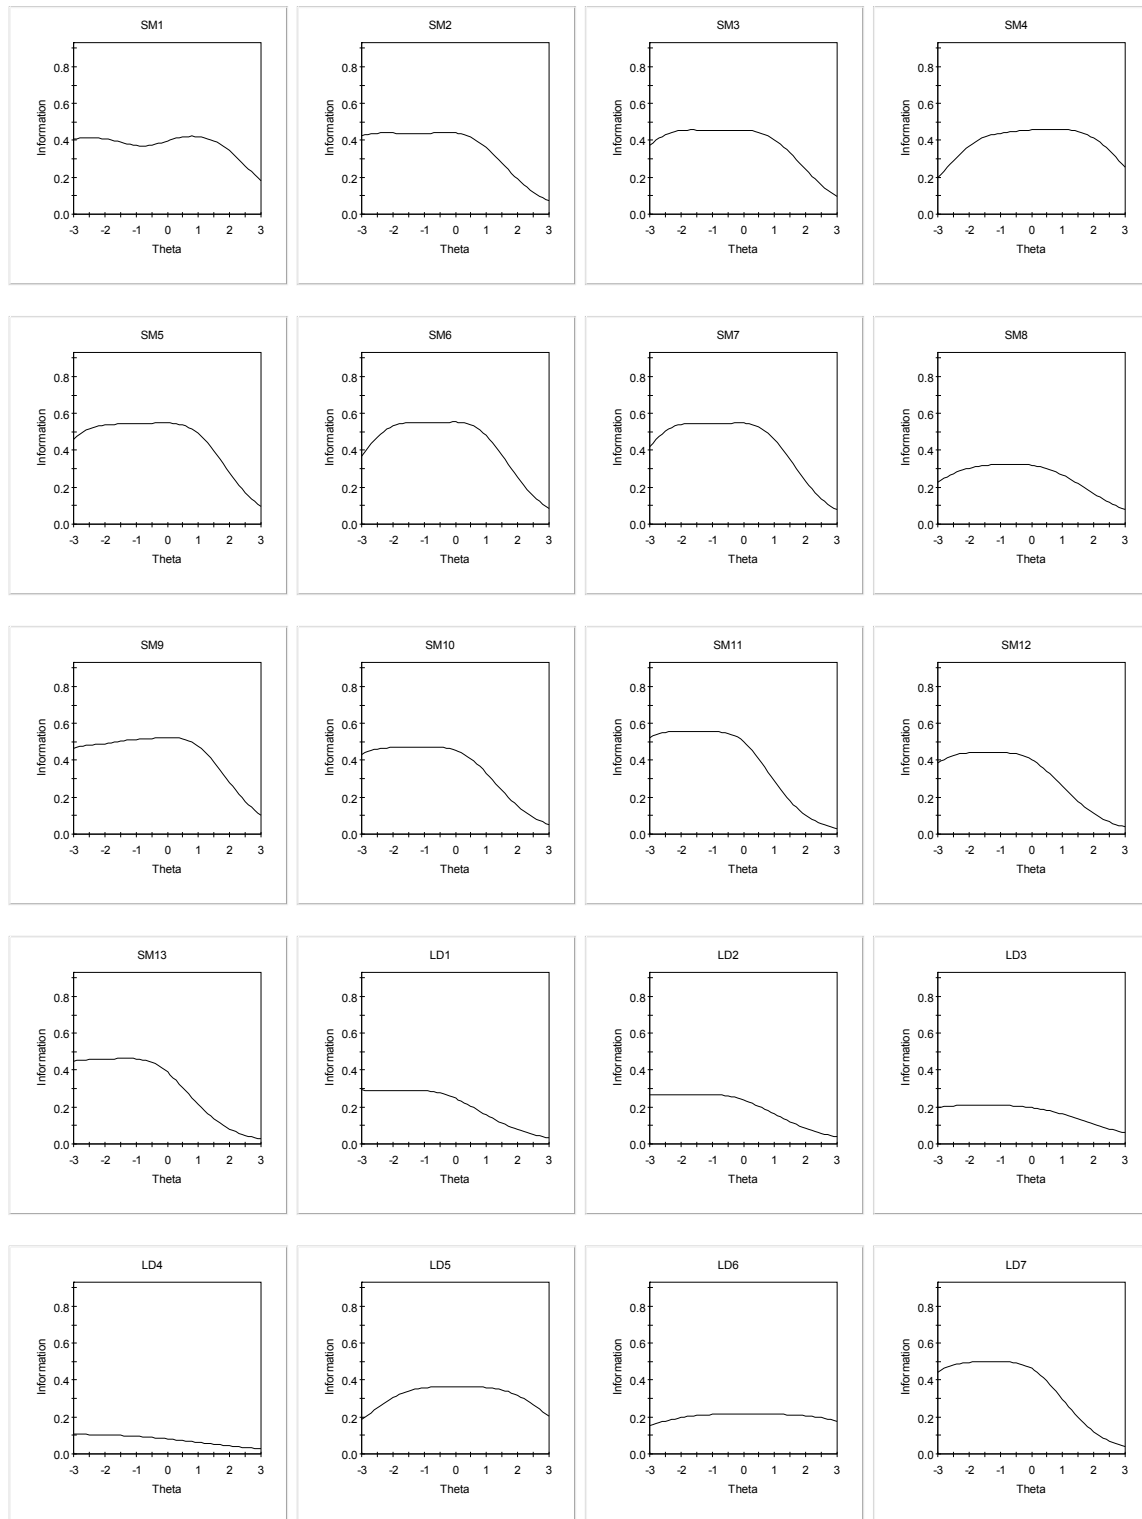 SM1
Information
0.8
0.6
0.4
0.2
0.0
-3 -2 -1 0 1 2 3
Theta
SM2
Information
0.8
0.6
0.4
0.2
0.0
-3 -2 -1 0 1 2 3
Theta
SM3
Information
0.8
0.6
0.4
0.2
0.0
-3 -2 -1 0 1 2 3
Theta
SM4
Information
0.8
0.6
0.4
0.2
0.0
-3 -2 -1 0 1 2 3
Theta
SM5
Information
0.8
0.6
0.4
0.2
0.0
-3 -2 -1 0 1 2 3
Theta
SM6
Information
0.8
0.6
0.4
0.2
0.0
-3 -2 -1 0 1 2 3
Theta
SM7
Information
0.8
0.6
0.4
0.2
0.0
-3 -2 -1 0 1 2 3
Theta
SM8
Information
0.8
0.6
0.4
0.2
0.0
-3 -2 -1 0 1 2 3
Theta
SM9
Information
0.8
0.6
0.4
0.2
0.0
-3 -2 -1 0 1 2 3
Theta
SM10
Information
0.8
0.6
0.4
0.2
0.0
-3 -2 -1 0 1 2 3
Theta
SM11
Information
0.8
0.6
0.4
0.2
0.0
-3 -2 -1 0 1 2 3
Theta
SM12
Information
0.8
0.6
0.4
0.2
0.0
-3 -2 -1 0 1 2 3
Theta
SM13
Information
0.8
0.6
0.4
0.2
0.0
-3 -2 -1 0 1 2 3
Theta
LD1
Information
0.8
0.6
0.4
0.2
0.0
-3 -2 -1 0 1 2 3
Theta
LD2
Information
0.8
0.6
0.4
0.2
0.0
-3 -2 -1 0 1 2 3
Theta
LD3
Information
0.8
0.6
0.4
0.2
0.0
-3 -2 -1 0 1 2 3
Theta
LD4
Information
0.8
0.6
0.4
0.2
0.0
-3 -2 -1 0 1 2 3
Theta
LD5
Information
0.8
0.6
0.4
0.2
0.0
-3 -2 -1 0 1 2 3
Theta
LD6
Information
0.8
0.6
0.4
0.2
0.0
-3 -2 -1 0 1 2 3
Theta
LD7
Information
0.8
0.6
0.4
0.2
0.0
-3 -2 -1 0 1 2 3
Theta